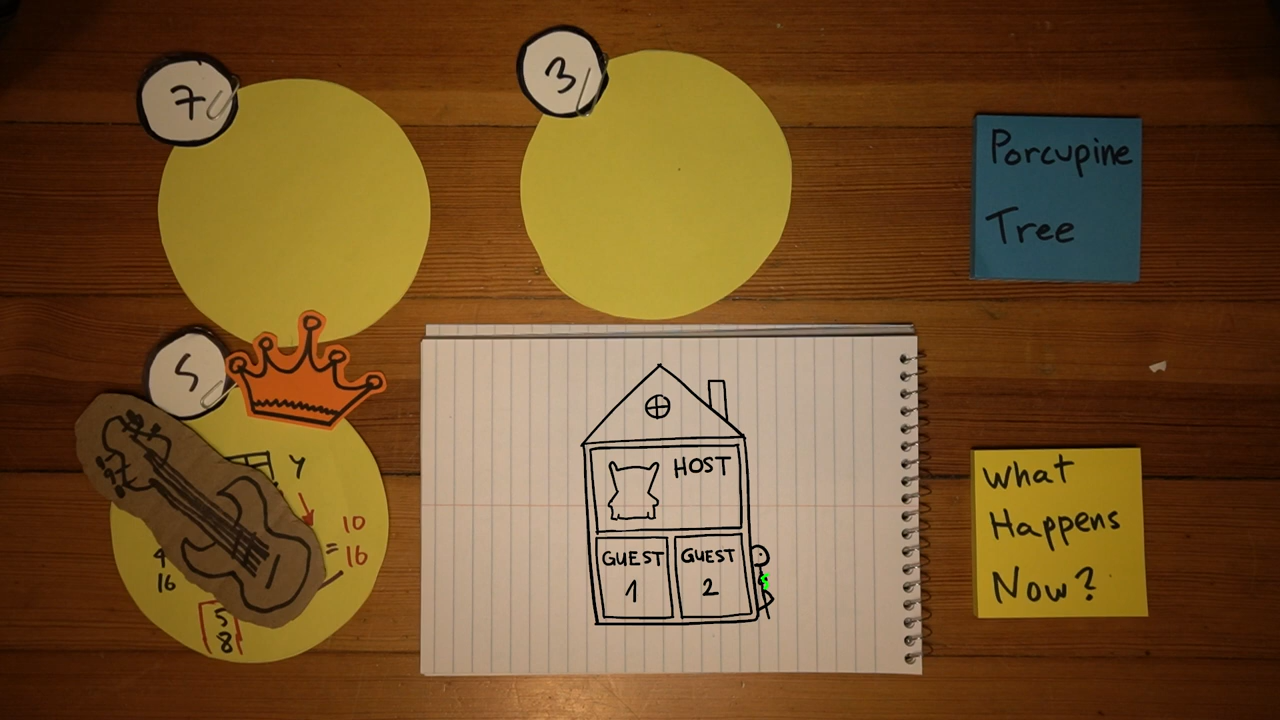 7
3
Porcupine
Tree
5
Y
10
= 16
4
16
5
8
HOST
GUEST
1
GUEST
2
What
Happens
Now?